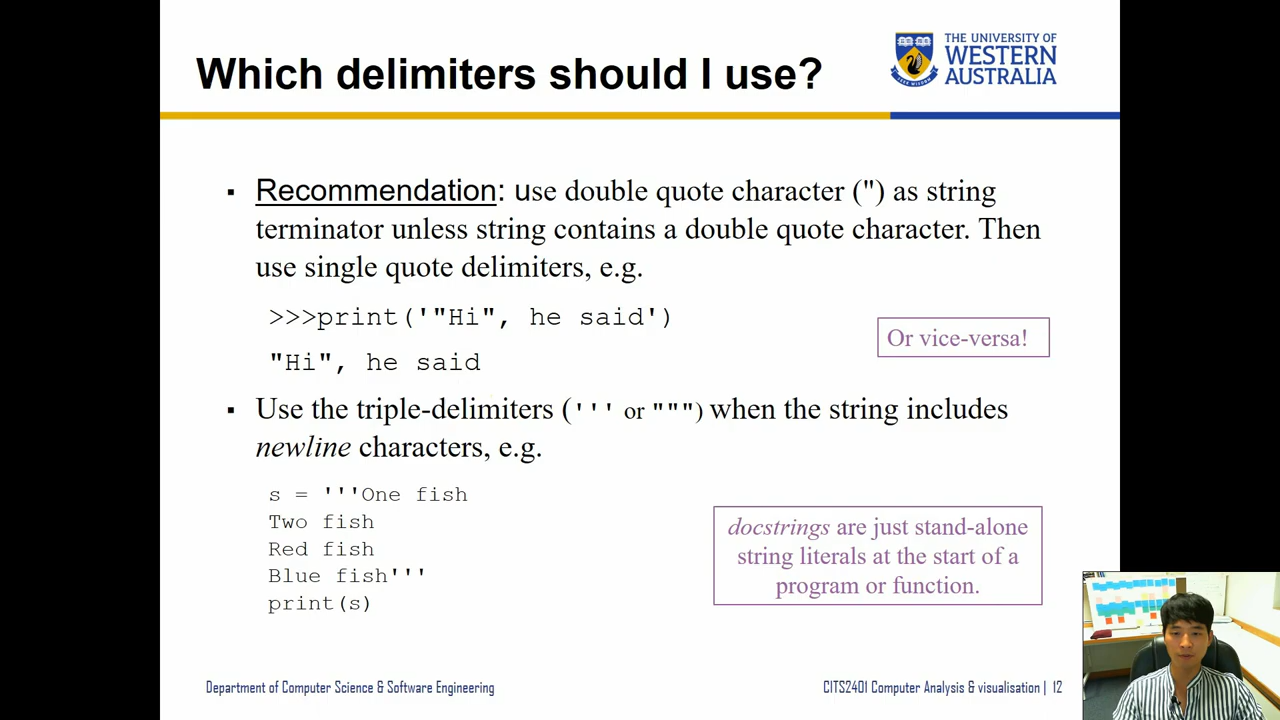 Which delimiters should I use?
THE UNIVERSITY OF
WESTERN
AUSTRALIA
▪ Recommendation: use double quote character (") as string
terminator unless string contains a double quote character. Then
use single quote delimiters, e.g.
>>>print('"Hi", he said')
"Hi", he said
Or vice-versa!
▪ Use the triple-delimiters (''' or """) when the string includes
newline characters, e.g.
s = '''One fish
Two fish
Red fish
Blue fish'''
print(s)
docstrings are just stand-alone
string literals at the start of a
program or function.
Department of Computer Science & Software Engineering
CITS2401 Computer Analysis & visualisation | 12